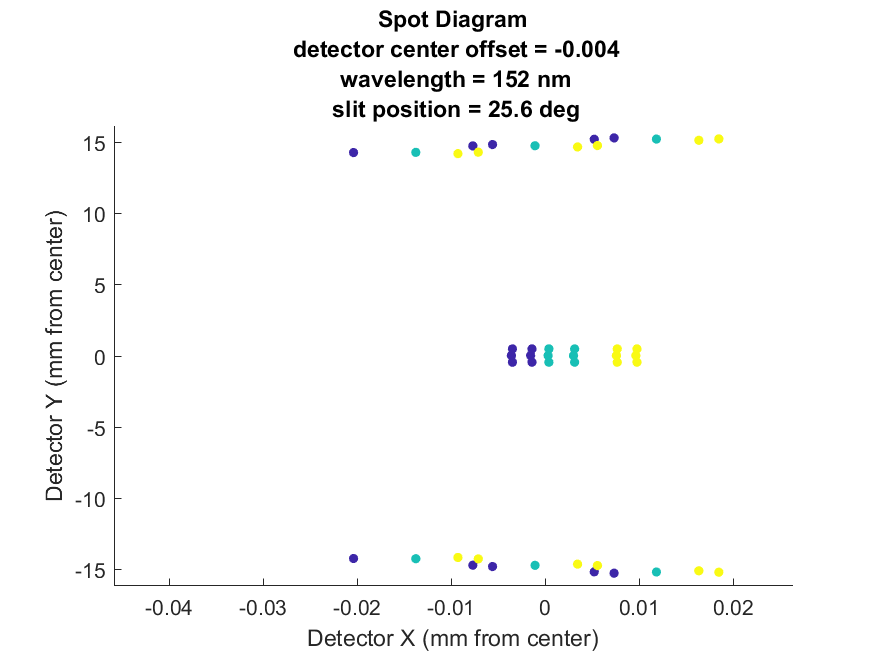 Spot Diagram
detector center offset = -0.004
wavelength = 152 nm
slit position = 25.6 deg
15
10
5
0
-5
-10
-15
Detector Y (mm from center)
-0.04 -0.03 -0.02 -0.01 0 0.01 0.02
Detector X (mm from center)